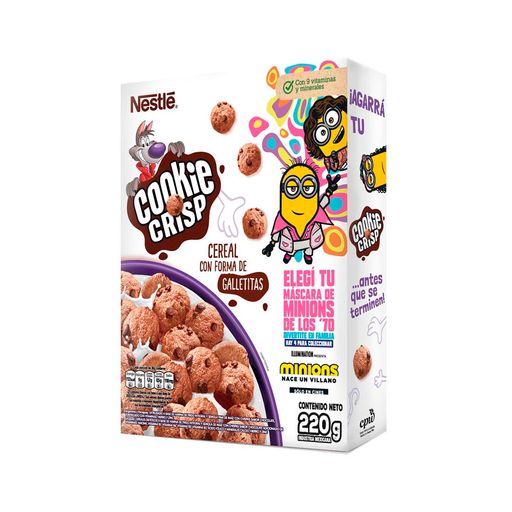 Nestlé®
Con 9 vitaminas
y minerales
COOKIE
CRISP
CEREAL
CON FORMA DE
GALLETITAS
ELEGÍ TU
MÁSCARA DE
MINIONS
DE LOS '70
DIVERTITE EN FAMILIA
HAY 4 PARA COLECCIONAR
ILLUMINATION PRESENTA
MINIONS
NACE UN VILLANO
SÓLO EN CINES
CONTENIDO NETO
220g
INDUSTRIA MEXICANA
¡AGARRÁ
TU
COOKIE
CRISP
...antes
que se
terminen!
cpw